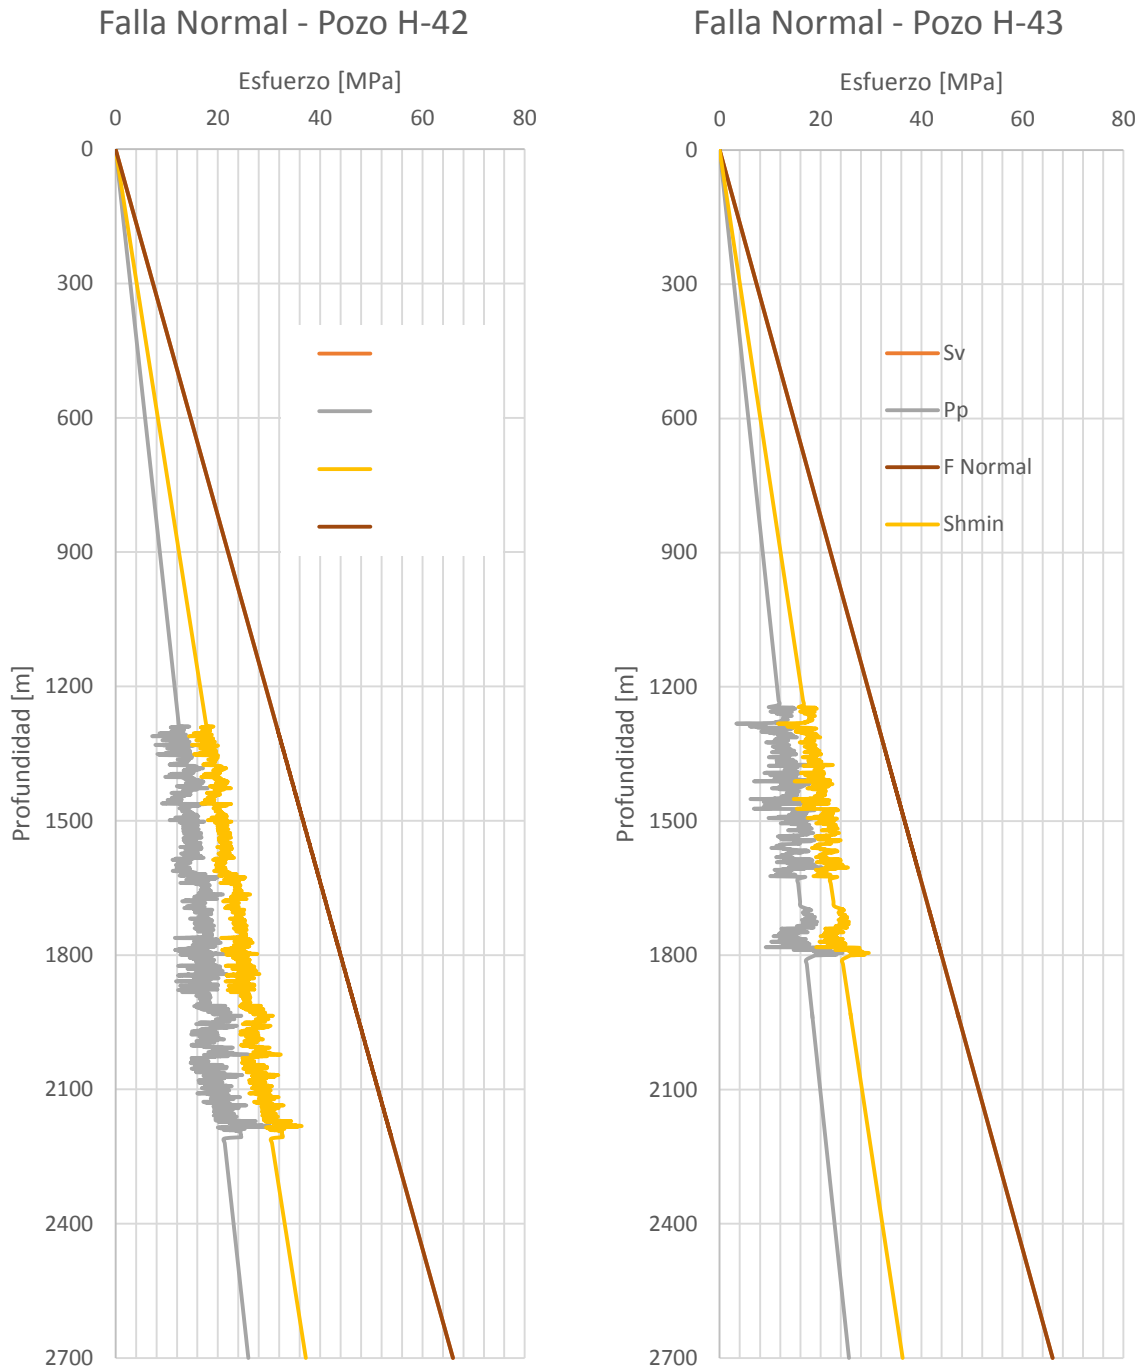 Falla Normal - Pozo H-42
Esfuerzo [MPa]
0 20 40 60 80
0
300
600
900
1200
1500
1800
2100
2400
2700
Profundidad [m]
Falla Normal - Pozo H-43
Esfuerzo [MPa]
0 20 40 60 80
0
300
600
900
1200
1500
1800
2100
2400
2700
Profundidad [m]
Sv
Pp
F Normal
Shmin